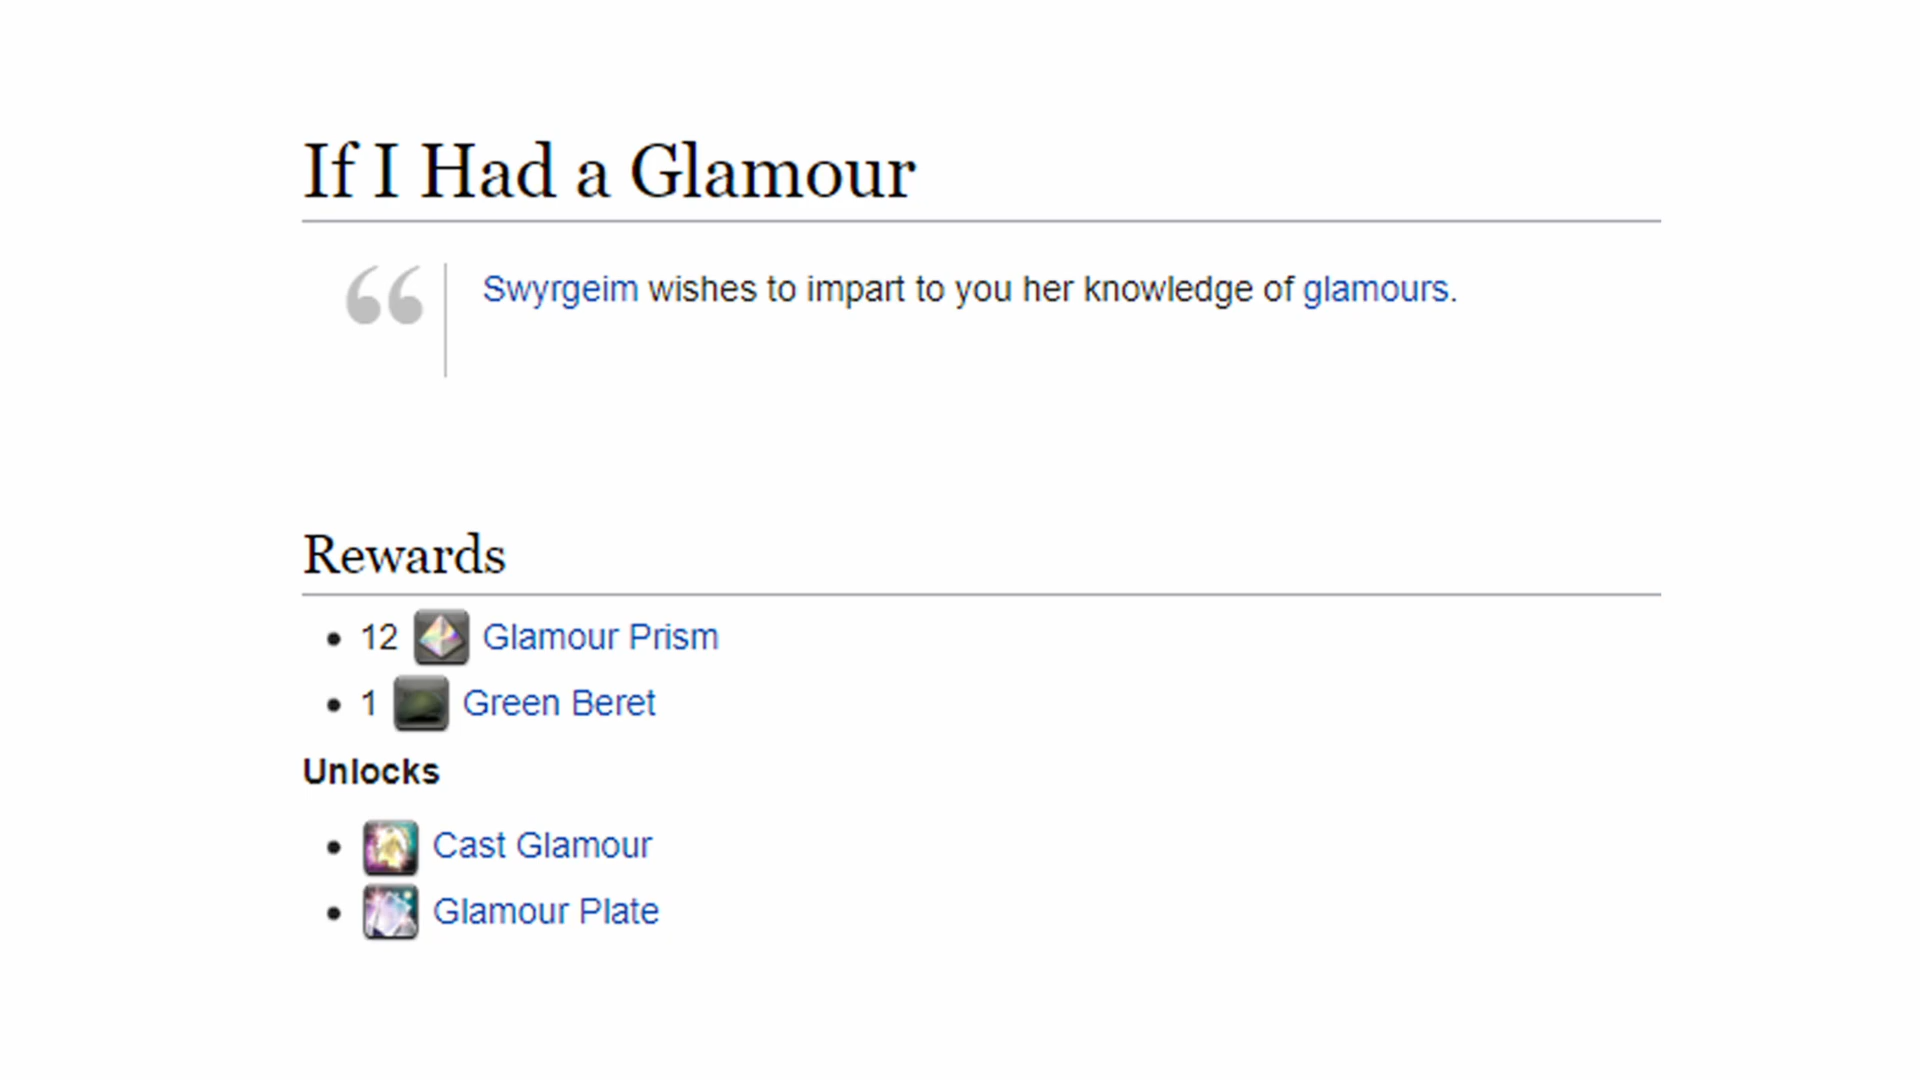 If I Had a Glamour
Swyrgeim wishes to impart to you her knowledge of glamours.
Rewards
12 Glamour Prism
1 Green Beret
Unlocks
Cast Glamour
Glamour Plate